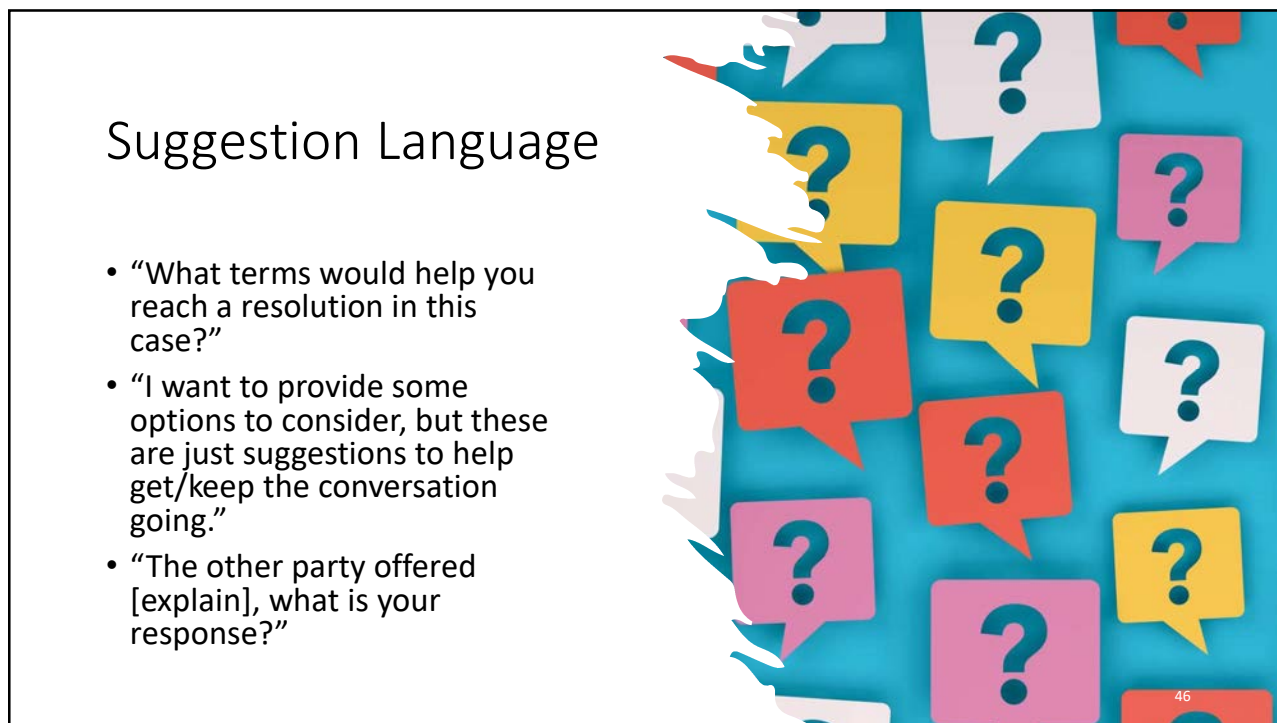 Suggestion Language
• “What terms would help you
reach a resolution in this
case?”
• “I want to provide some
options to consider, but these
are just suggestions to help
get/keep the conversation
going.”
• “The other party offered
[explain], what is your
response?”
?
?
?
?
?
?
?
?
?
?
?
?
?
46